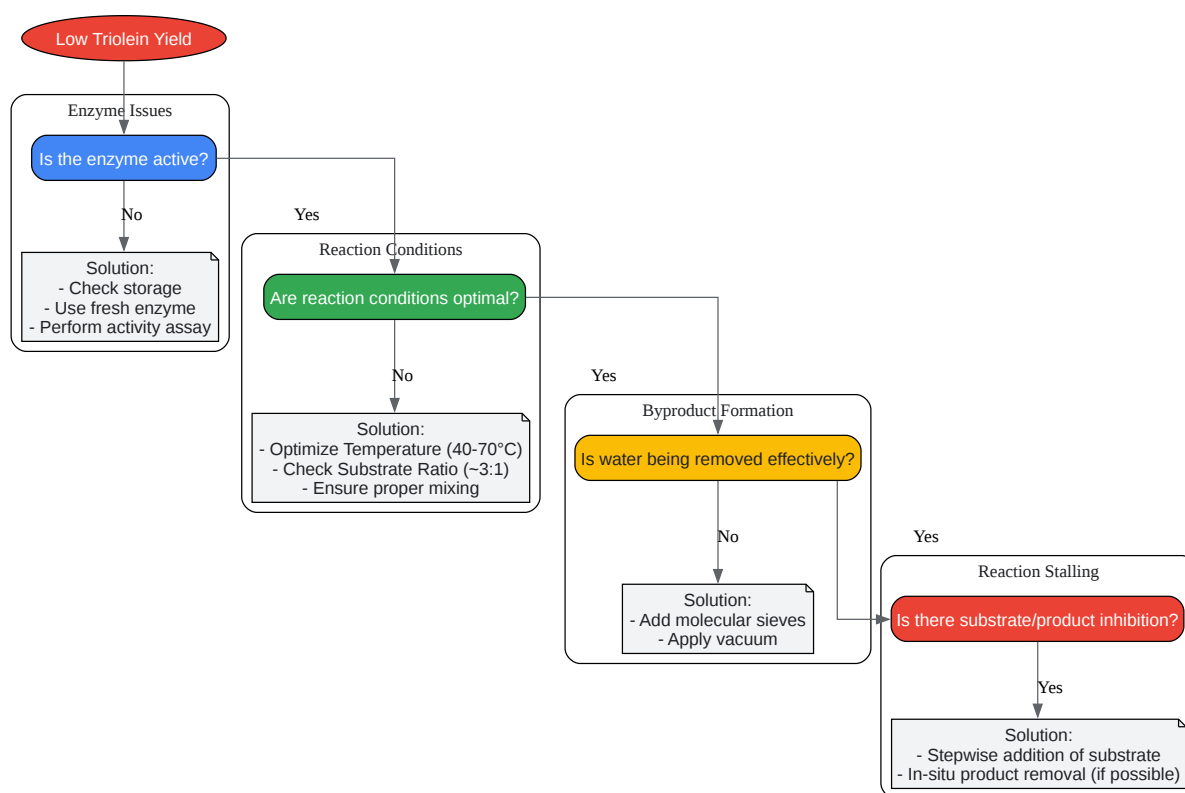 Low Triolein Yield
Enzyme Issues
Is the enzyme active?
No
Solution:
- Check storage
- Use fresh enzyme
- Perform activity assay
Yes
Reaction Conditions
Are reaction conditions optimal?
No
Solution:
- Optimize Temperature (40-70°C)
- Check Substrate Ratio (~3:1)
- Ensure proper mixing
Yes
Byproduct Formation
Is water being removed effectively?
No
Solution:
- Add molecular sieves
- Apply vacuum
Yes
Reaction Stalling
Is there substrate/product inhibition?
Yes
Solution:
- Stepwise addition of substrate
- In-situ product removal (if possible)